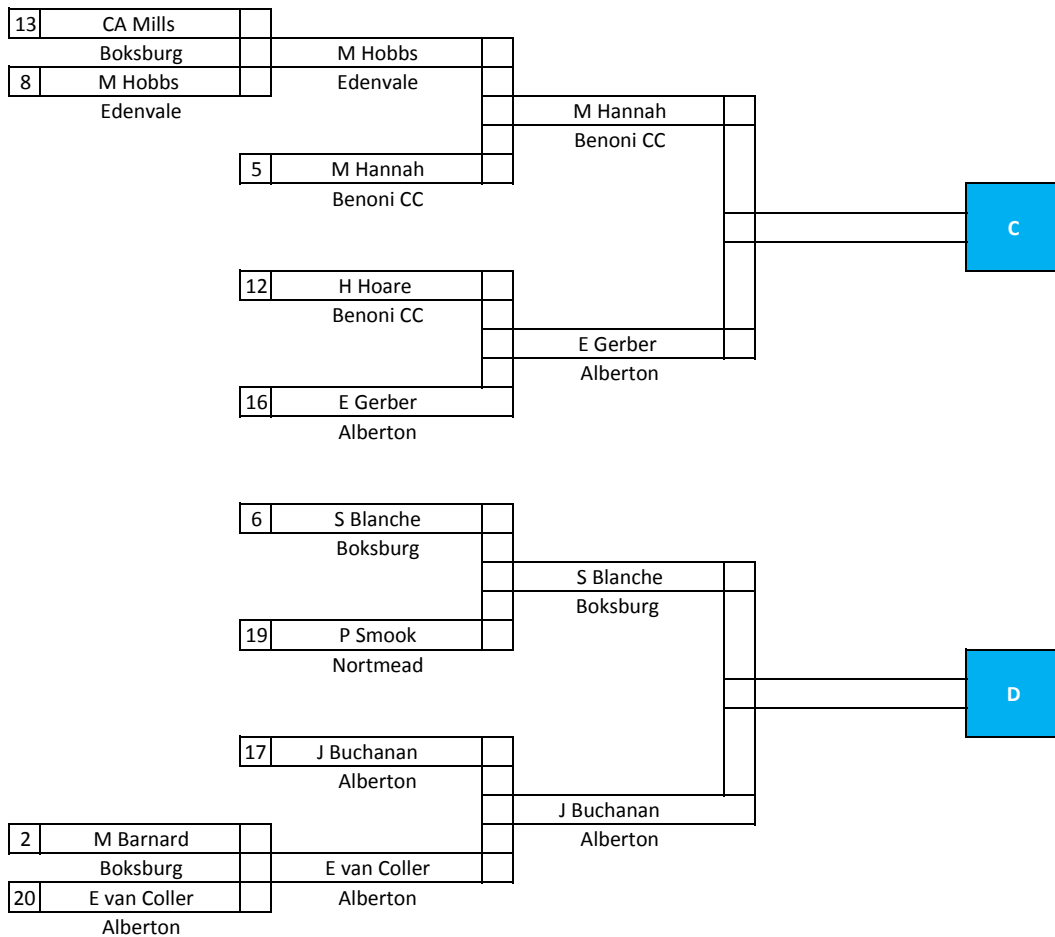 13 CA Mills
Boksburg M Hobbs
8 M Hobbs Edenvale
Edenvale M Hannah
Benoni CC
5 M Hannah
Benoni CC
C
12 H Hoare
Benoni CC
E Gerber
Alberton
16 E Gerber
Alberton
6 S Blanche
Boksburg
S Blanche
Boksburg
19 P Smook
Nortmead
D
17 J Buchanan
Alberton
J Buchanan
2 M Barnard Alberton
Boksburg E van Coller
20 E van Coller Alberton
Alberton